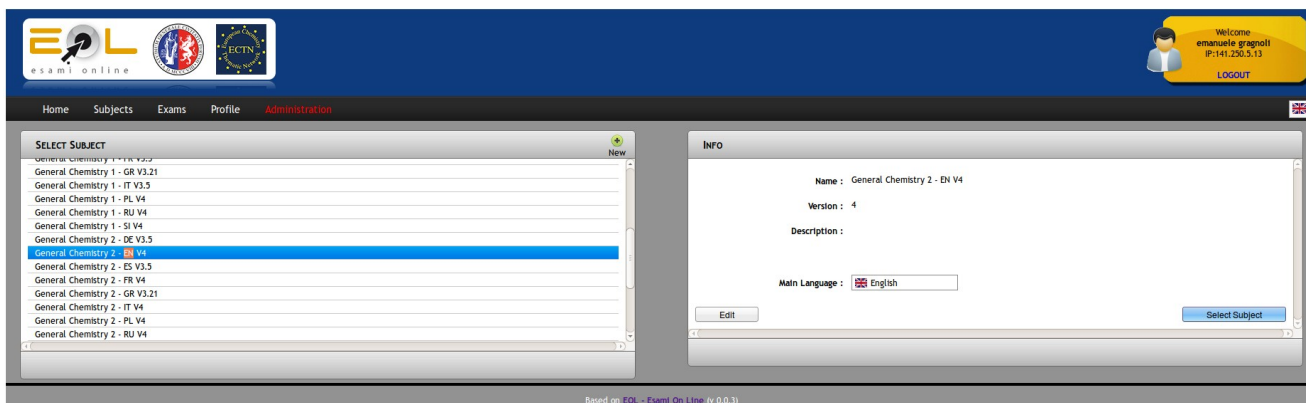 EOL
esami online
ECTN
Welcome
emanuele gragnoli
IP:141.250.5.13
LOGOUT
Home Subjects Exams Profile Administration
SELECT SUBJECT
New
General Chemistry 1 - FR V3.5
General Chemistry 1 - GR V3.21
General Chemistry 1 - IT V3.5
General Chemistry 1 - PL V4
General Chemistry 1 - RU V4
General Chemistry 1 - SI V4
General Chemistry 2 - DE V3.5
General Chemistry 2 - EN V4
General Chemistry 2 - ES V3.5
General Chemistry 2 - FR V4
General Chemistry 2 - GR V3.21
General Chemistry 2 - IT V4
General Chemistry 2 - PL V4
General Chemistry 2 - RU V4
INFO
Name : General Chemistry 2 - EN V4
Version : 4
Description :
Main Language : English
Edit Select Subject
Based on EOL - Esami On Line (v 0.0.3)